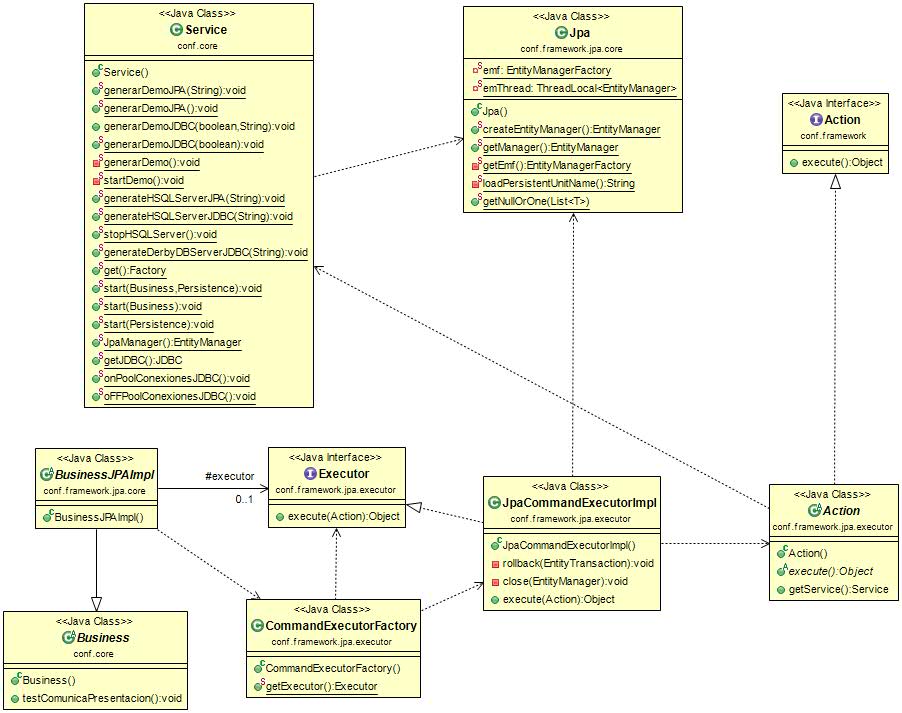 <<Java Class>>
Service
conf.core
Service()
generarDemoJPA(String):void
generarDemoJPA():void
generarDemoJDBC(boolean,String):void
generarDemoJDBC(boolean):void
generarDemo():void
startDemo():void
generateHSQLServerJPA(String):void
generateHSQLServerJDBC(String):void
stopHSQLServer():void
generateDerbyDBServerJDBC(String):void
get():Factory
start(Business,Persistence):void
start(Business):void
start(Persistence):void
JpaManager():EntityManager
getJDBC():JDBC
onPoolConexionesJDBC():void
oFFPoolConexionesJDBC():void
<<Java Class>>
Jpa
conf.framework.jpa.core
emf: EntityManagerFactory
emThread: ThreadLocal<EntityManager>
Jpa()
createEntityManager():EntityManager
getManager():EntityManager
getEmf():EntityManagerFactory
loadPersistentUnitName():String
getNullOrOne(List<T>)
<<Java Interface>>
Action
conf.framework
execute():Object
<<Java Class>>
BusinessJPAImpl
conf.framework.jpa.core
BusinessJPAImpl()
#executor
0..1
<<Java Interface>>
Executor
conf.framework.jpa.executor
execute(Action):Object
<<Java Class>>
JpaCommandExecutorImpl
conf.framework.jpa.executor
JpaCommandExecutorImpl()
rollback(EntityTransaction):void
close(EntityManager):void
execute(Action):Object
<<Java Class>>
Action
conf.framework.jpa.executor
Action()
execute():Object
getService():Service
<<Java Class>>
Business
conf.core
Business()
testComunicaPresentacion():void
<<Java Class>>
CommandExecutorFactory
conf.framework.jpa.executor
CommandExecutorFactory()
getExecutor():Executor